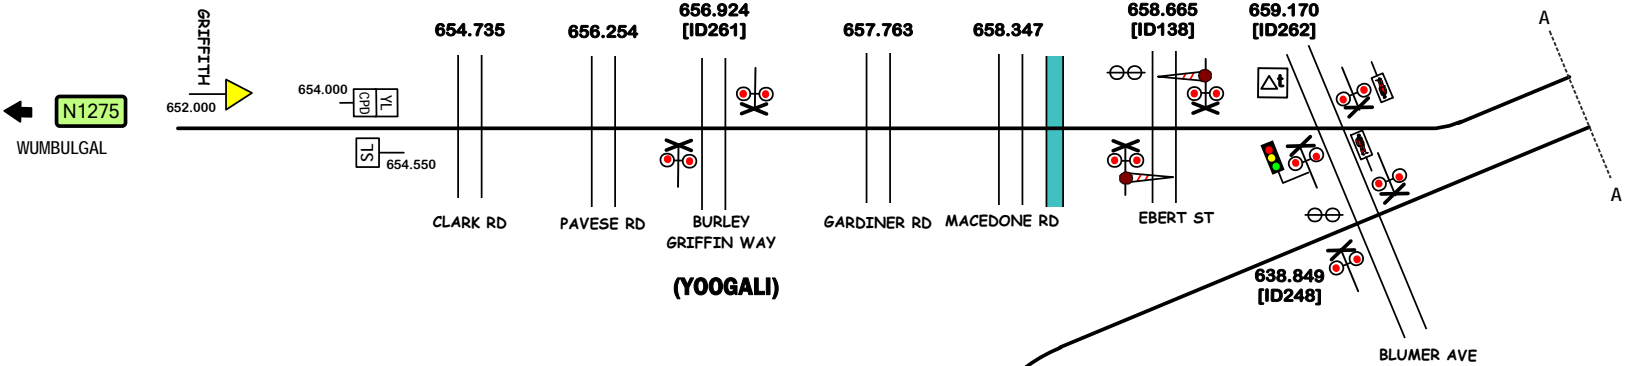 GRIFFITH
652.000
N1275
WUMBULGAL
654.000
CPD
YL
SL
654.550
654.735
CLARK RD
656.254
PAVESE RD
656.924
[ID261]
BURLEY
GRIFFIN WAY
(YOOGALI)
657.763
GARDINER RD
658.347
MACEDONE RD
658.665
[ID138]
EBERT ST
659.170
[ID262]
Δt
638.849
[ID248]
BLUMER AVE
A
A